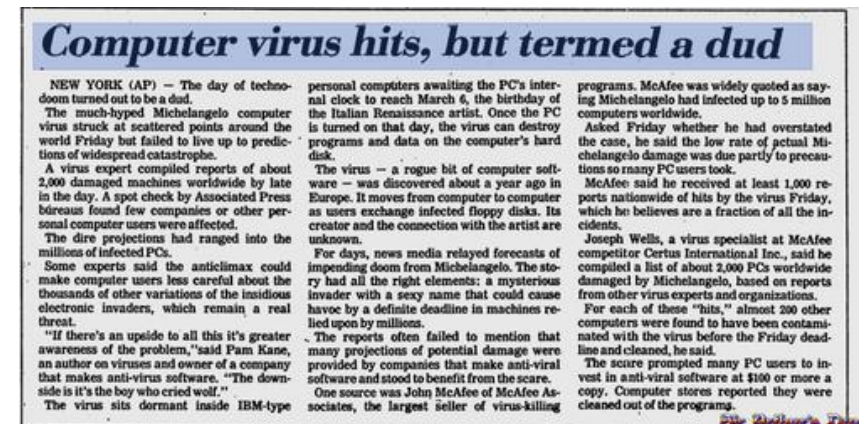 Computer virus hits, but termed a dud
NEW YORK (AP) — The day of techno-
doom turned out to be a dud.
The much-hyped Michelangelo computer
virus struck at scattered points around the
world Friday but failed to live up to predic-
tions of widespread catastrophe.
A virus expert compiled reports of about
2,000 damaged machines worldwide by late
in the day. A spot check by Associated Press
bureaus found few companies or other per-
sonal computer users were affected.
The dire projections had ranged into the
millions of infected PCs.
Some experts said the anticlimax could
make computer users less careful about the
thousands of other variations of the insidious
electronic invaders, which remain a real
threat.
"If there's an upside to all this it's greater
awareness of the problem,"said Pam Kane,
an author on viruses and owner of a company
that makes anti-virus software. "The down-
side is it's the boy who cried wolf."
The virus sits dormant inside IBM-type
personal computers awaiting the PC's inter-
nal clock to reach March 6, the birthday of
the Italian Renaissance artist. Once the PC
is turned on that day, the virus can destroy
programs and data on the computer's hard
disk.
The virus — a rogue bit of computer soft-
ware — was discovered about a year ago in
Europe. It moves from computer to computer
as users exchange infected floppy disks. Its
creator and the connection with the artist are
unknown.
For days, news media relayed forecasts of
impending doom from Michelangelo. The sto-
ry had all the right elements: a mysterious
invader with a sexy name that could cause
havoc by a definite deadline in machines re-
lied upon by millions.
The reports often failed to mention that
many projections of potential damage were
provided by companies that make anti-viral
software and stood to benefit from the scare.
One source was John McAfee of McAfee As-
sociates, the largest seller of virus-killing
programs. McAfee was widely quoted as say-
ing Michelangelo had infected up to 5 million
computers worldwide.
Asked Friday whether he had overstated
the case, he said the low rate of actual Mi-
chelangelo damage was due partly to precau-
tions so many PC users took.
McAfee said he received at least 1,000 re-
ports nationwide of hits by the virus Friday,
which he believes are a fraction of all the in-
cidents.
Joseph Wells, a virus specialist at McAfee
competitor Certus International Inc., said he
compiled a list of about 2,000 PCs worldwide
damaged by Michelangelo, based on reports
from other virus experts and organizations.
For each of these "hits," almost 200 other
computers were found to have been contami-
nated with the virus before the Friday dead-
line and cleaned, he said.
The scare prompted many PC users to in-
vest in anti-viral software at $100 or more a
copy. Computer stores reported they were
cleaned out of the programs.